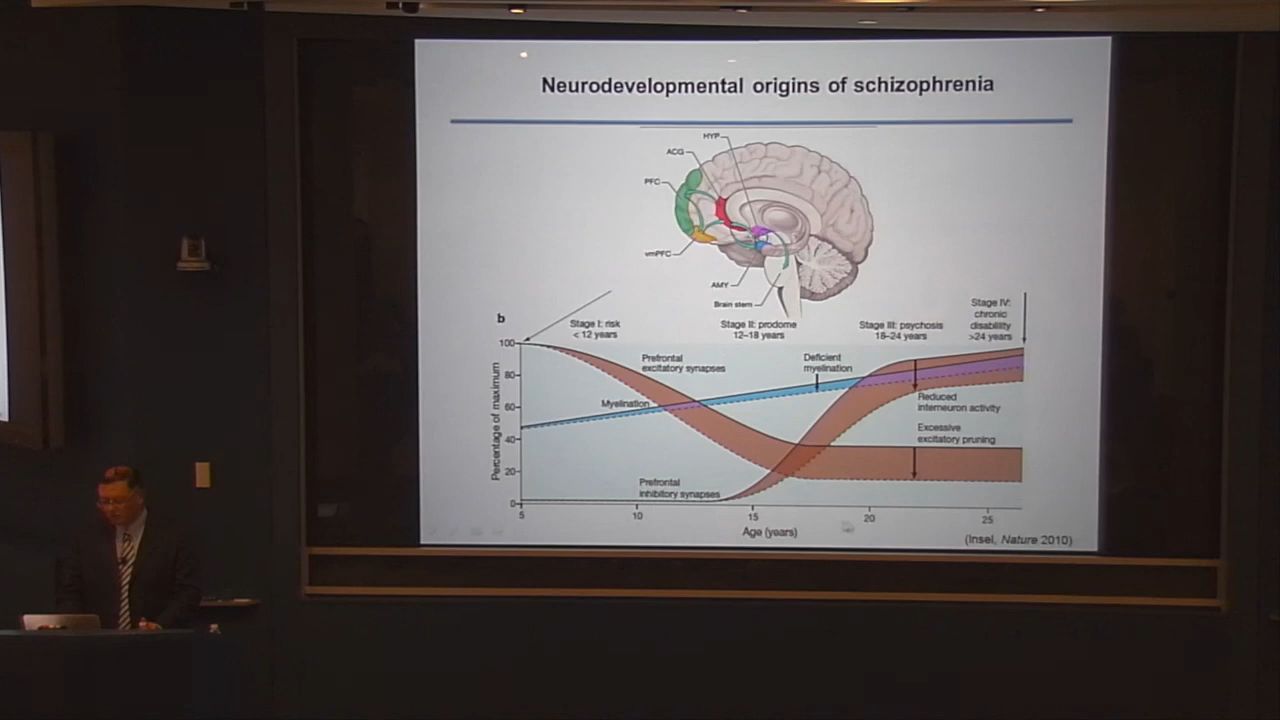 Neurodevelopmental origins of schizophrenia
HYP
ACG
PFC
vmPFC
AMY
Brain stem
b
Stage I: risk
< 12 years
Stage II: prodome
12–18 years
Stage III: psychosis
18–24 years
Stage IV:
chronic
disability
>24 years
Percentage of maximum
100
80
60
40
20
0
Prefrontal
excitatory synapses
Deficient
myelination
Myelination
Reduced
interneuron activity
Excessive
excitatory pruning
Prefrontal
inhibitory synapses
5
10
15
20
25
Age (years)
(Insel, Nature 2010)